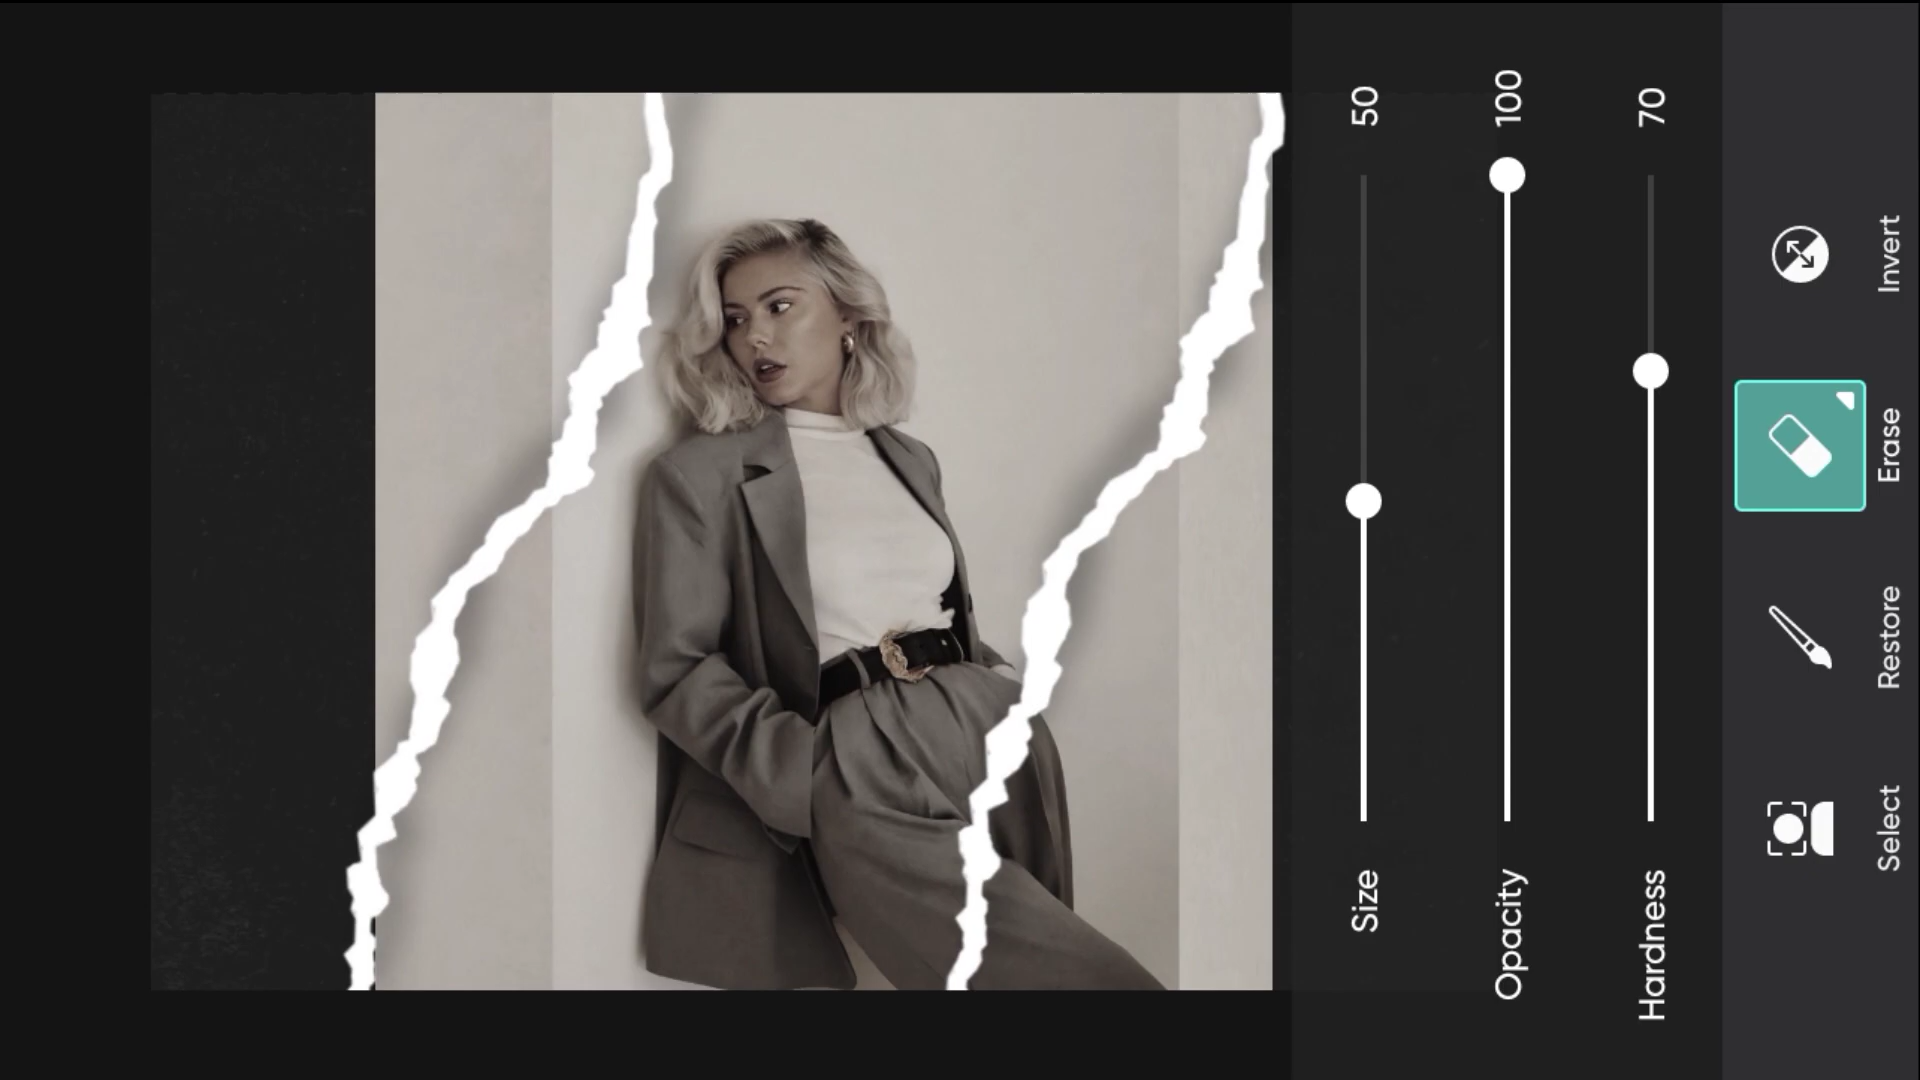 Size 50
Opacity 100
Hardness 70
Select
Restore
Erase
Invert